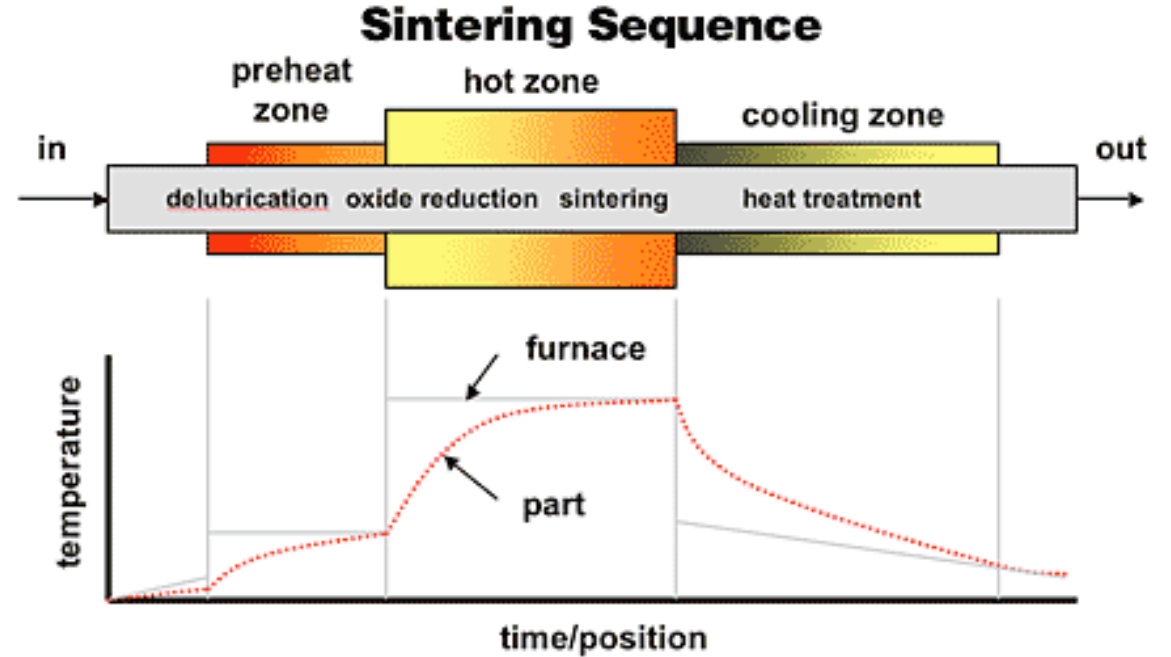 Sintering Sequence
preheat
zone
hot zone
cooling zone
in
out
delubrication oxide reduction sintering heat treatment
furnace
part
temperature
time/position